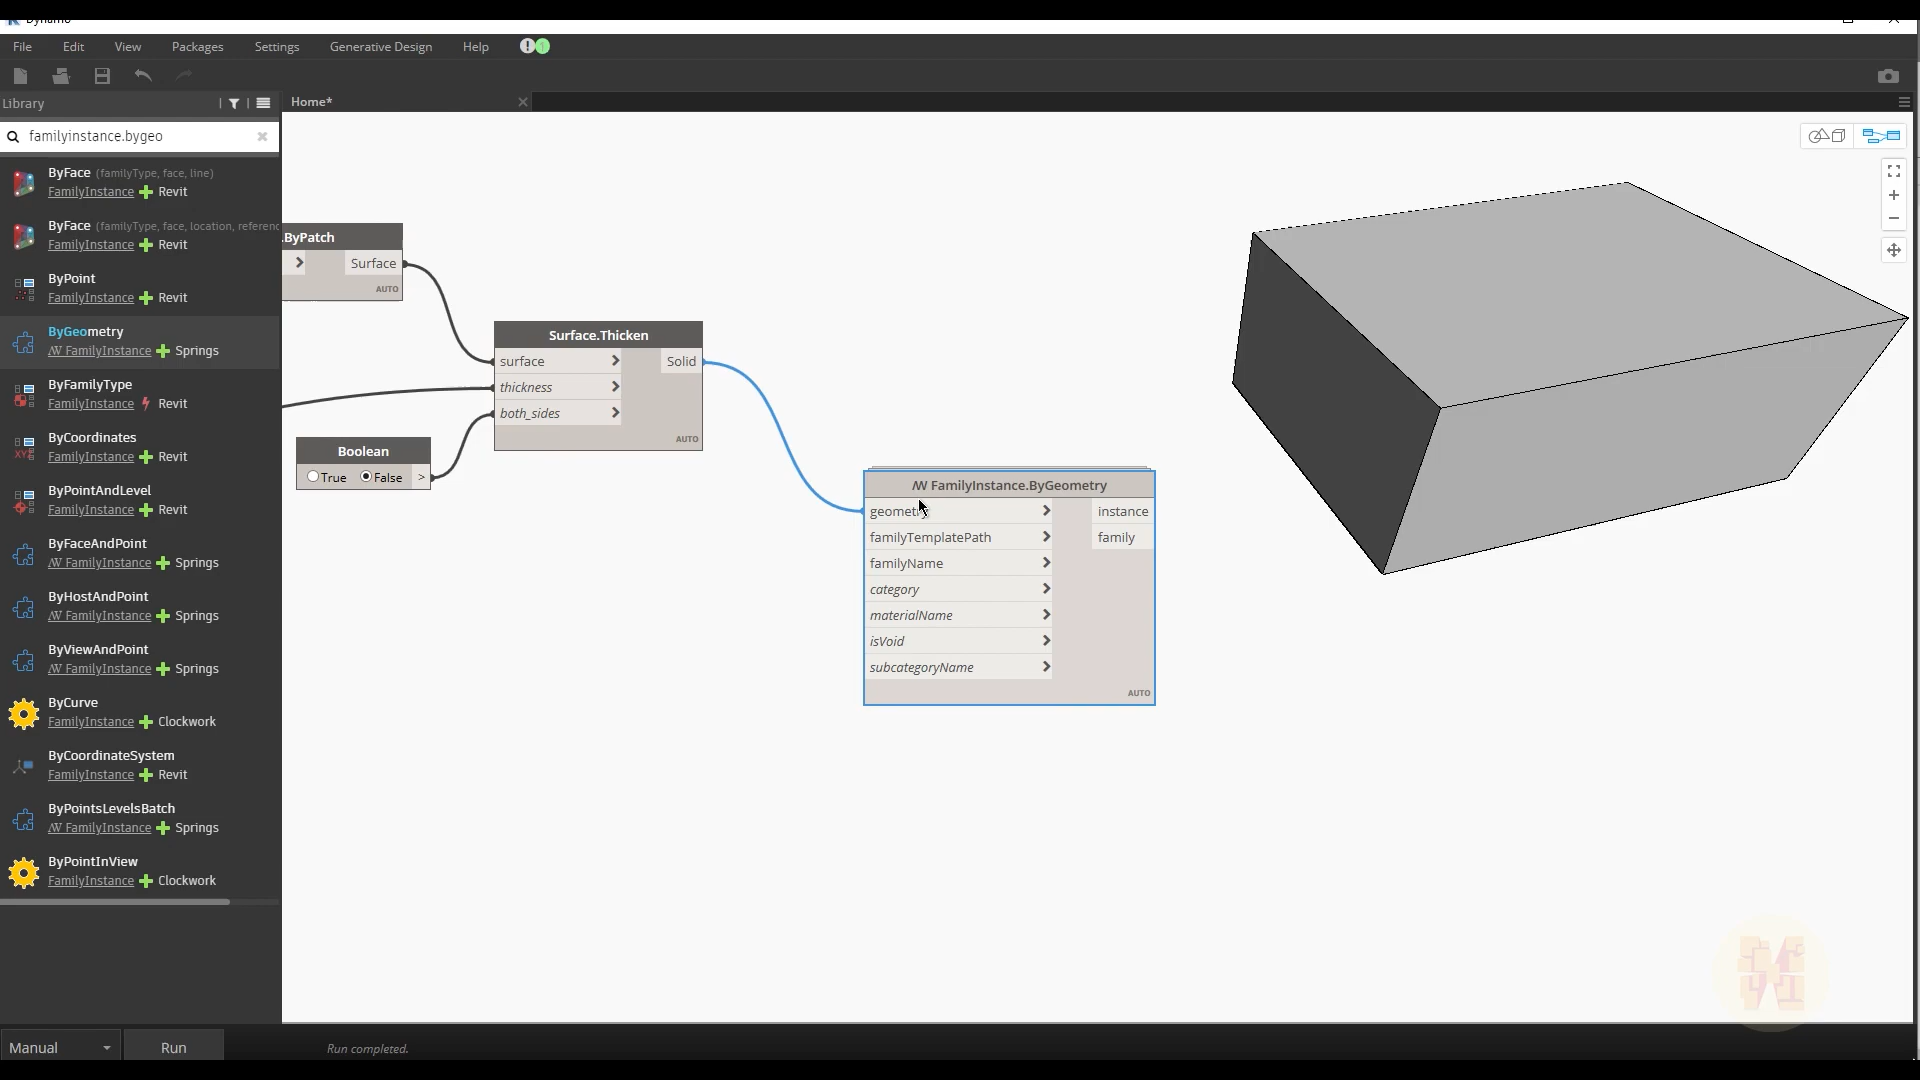 Dynamo
File Edit View Packages Settings Generative Design Help ! 1
Library
Home*
familyinstance.bygeo
ByFace (familyType, face, line)
FamilyInstance Revit
ByFace (familyType, face, location, referenc
FamilyInstance Revit
ByPoint
FamilyInstance Revit
ByGeometry
/\/\/ FamilyInstance Springs
ByFamilyType
FamilyInstance Revit
ByCoordinates
FamilyInstance Revit
ByPointAndLevel
FamilyInstance Revit
ByFaceAndPoint
/\/\/ FamilyInstance Springs
ByHostAndPoint
/\/\/ FamilyInstance Springs
ByViewAndPoint
/\/\/ FamilyInstance Springs
ByCurve
FamilyInstance Clockwork
ByCoordinateSystem
FamilyInstance Revit
ByPointsLevelsBatch
/\/\/ FamilyInstance Springs
ByPointInView
FamilyInstance Clockwork
.ByPatch
> Surface
AUTO
Surface.Thicken
surface > Solid
thickness >
both_sides >
AUTO
Boolean
True False >
/\/\/ FamilyInstance.ByGeometry
geometry > instance
familyTemplatePath > family
familyName >
category >
materialName >
isVoid >
subcategoryName >
AUTO
Manual Run Run completed.